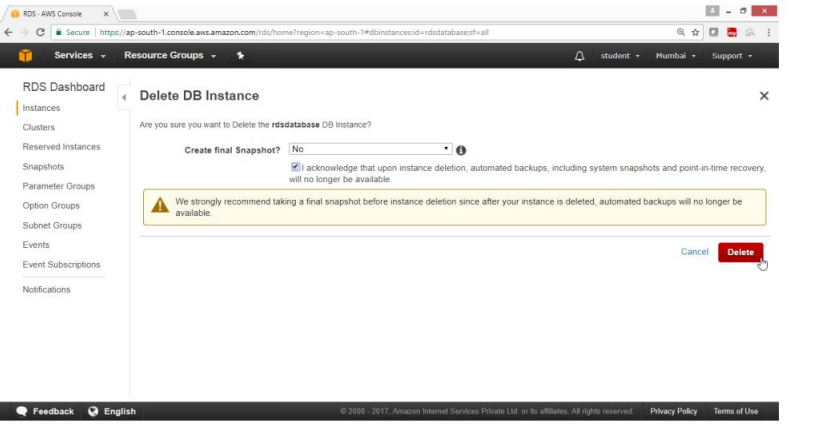 RDS - AWS Console
Secure | https://ap-south-1.console.aws.amazon.com/rds/home?region=ap-south-1#dbinstances:id=rdsdatabase;sf=all
Services Resource Groups student Mumbai Support
RDS Dashboard
Instances
Clusters
Reserved Instances
Snapshots
Parameter Groups
Option Groups
Subnet Groups
Events
Event Subscriptions
Notifications
Delete DB Instance
Are you sure you want to Delete the rdsdatabase DB Instance?
Create final Snapshot? No
I acknowledge that upon instance deletion, automated backups, including system snapshots and point-in-time recovery,
will no longer be available.
We strongly recommend taking a final snapshot before instance deletion since after your instance is deleted, automated backups will no longer be
available.
Cancel Delete
Feedback English © 2008 - 2017, Amazon Internet Services Private Ltd. or its affiliates. All rights reserved. Privacy Policy Terms of Use